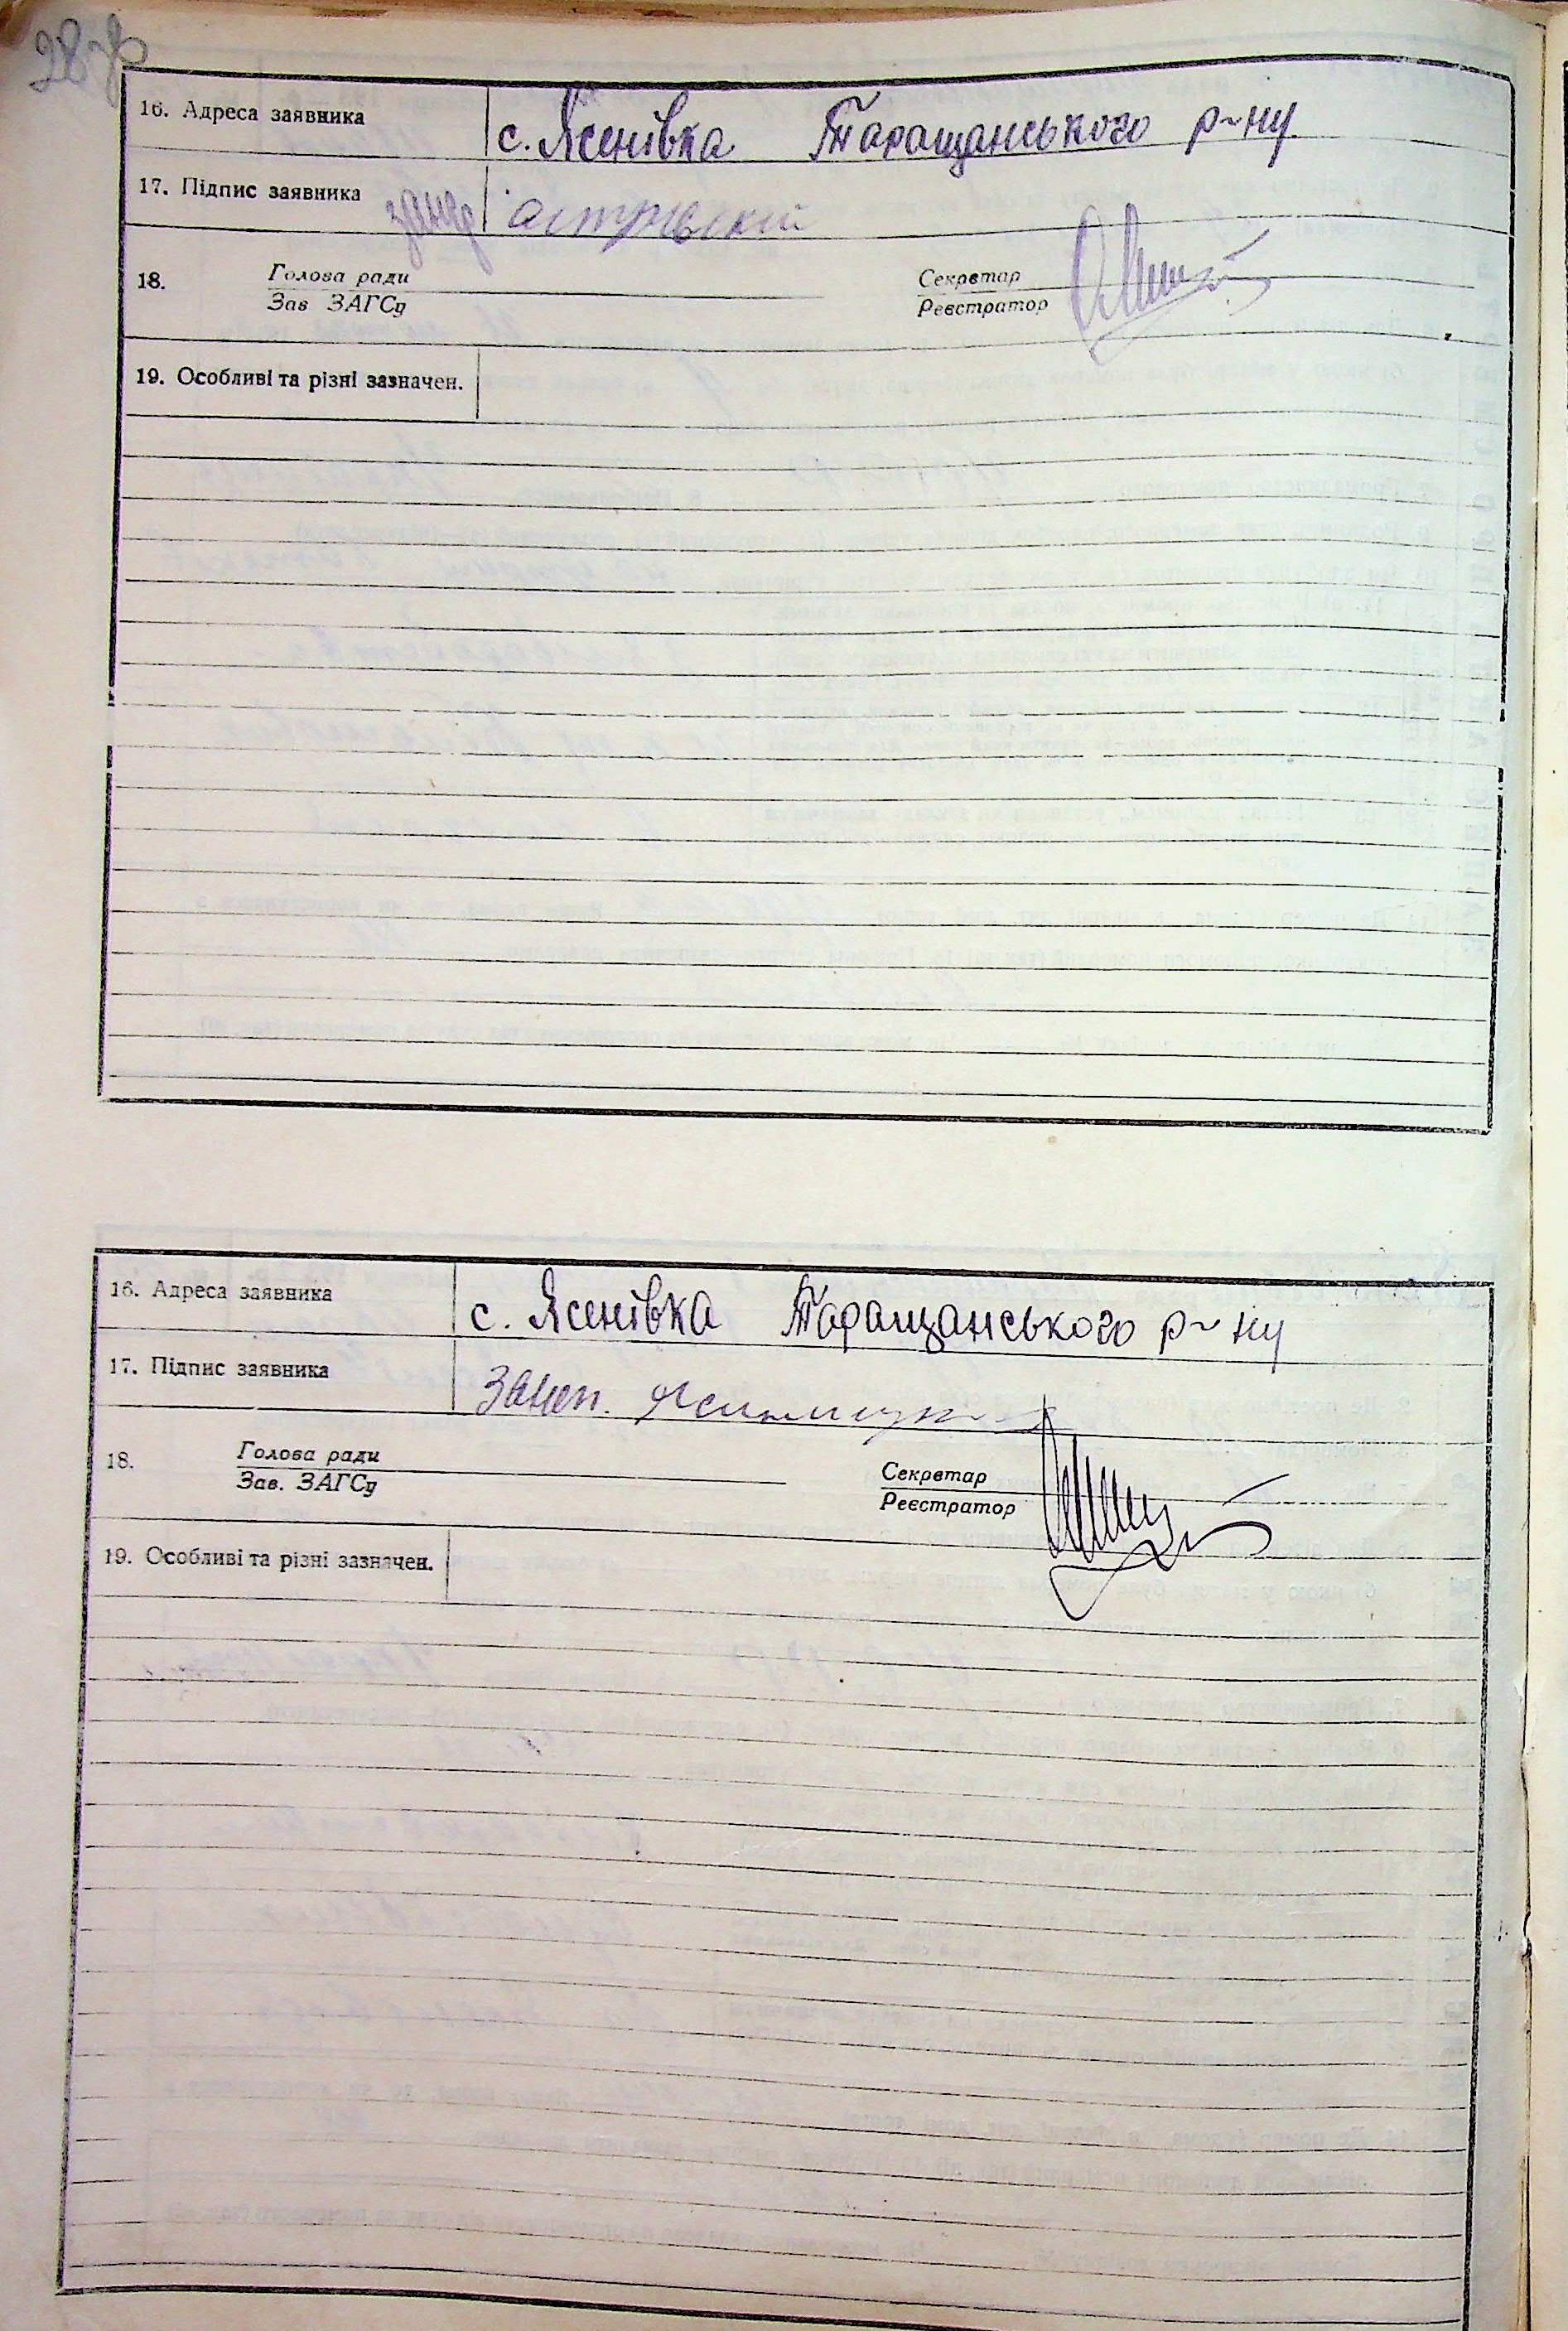 16. Адреса заявника с. Ясенівка Таращанського р-ну
17. Підпис заявника
18. Голова ради Секретар
Зав ЗАГСу Реєстратор
19. Особливі та різні зазначен.
16. Адреса заявника с. Ясенівка Таращанського р-ну
17. Підпис заявника
18. Голова ради Секретар
Зав. ЗАГСу Реєстратор
19. Особливі та різні зазначен.